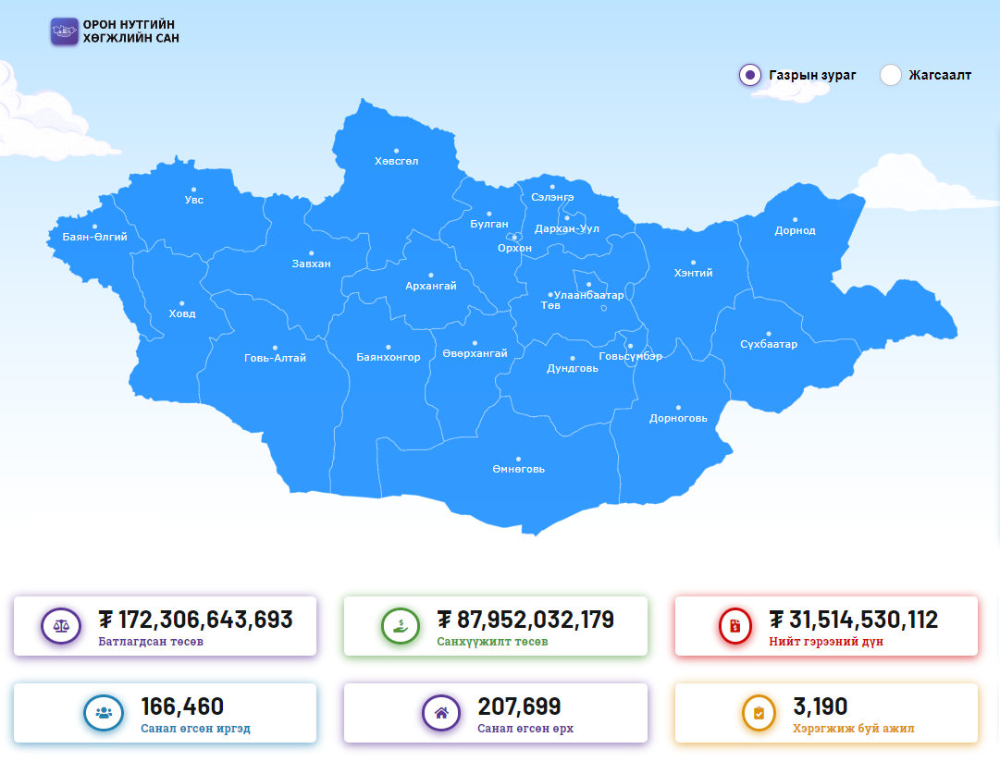 ОРОН НУТГИЙН
ХӨГЖЛИЙН САН
Газрын зураг
Жагсаалт
Хөвсгөл
Увс
Сэлэнгэ
Булган
Дархан-Уул
Дорнод
Баян-Өлгий
Орхон
Завхан
Хэнтий
Архангай
Улаанбаатар
Төв
Ховд
Сүхбаатар
Говь-Алтай
Баянхонгор
Өвөрхангай
Говьсүмбэр
Дундговь
Дорноговь
Өмнөговь
₮ 172,306,643,693
Батлагдсан төсөв
₮ 87,952,032,179
Санхүүжилт төсөв
₮ 31,514,530,112
Нийт гэрээний дүн
166,460
Санал өгсөн иргэд
207,699
Санал өгсөн өрх
3,190
Хэрэгжиж буй ажил